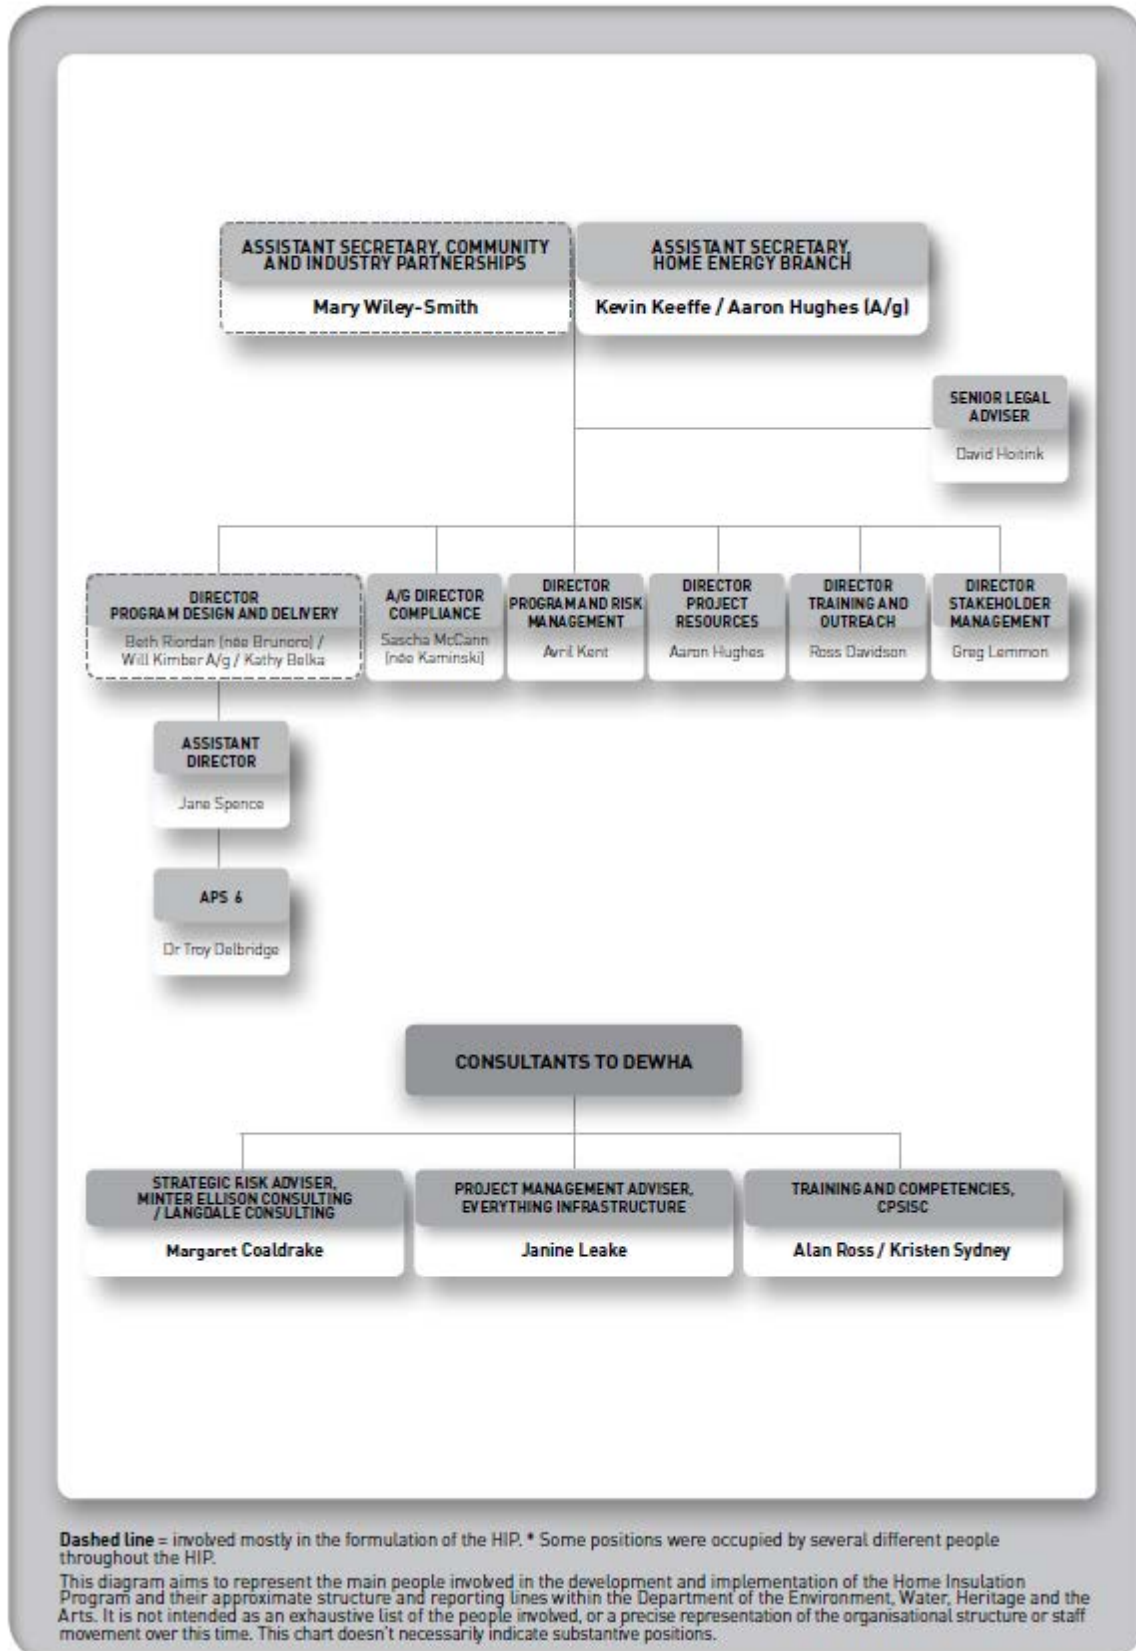 ASSISTANT SECRETARY, COMMUNITY
AND INDUSTRY PARTNERSHIPS
Mary Wiley-Smith
ASSISTANT SECRETARY,
HOME ENERGY BRANCH
Kevin Keeffe / Aaron Hughes (A/g)
SENIOR LEGAL
ADVISER
David Hoitink
DIRECTOR
PROGRAM DESIGN AND DELIVERY
Beth Riordan (née Brunoro) /
Will Kimber A/g / Kathy Belka
A/G DIRECTOR
COMPLIANCE
Sascha McCann
(née Kaminski)
DIRECTOR
PROGRAM AND RISK
MANAGEMENT
Avril Kent
DIRECTOR
PROJECT
RESOURCES
Aaron Hughes
DIRECTOR
TRAINING AND
OUTREACH
Ross Davidson
DIRECTOR
STAKEHOLDER
MANAGEMENT
Greg Lemmon
ASSISTANT
DIRECTOR
Jane Spence
APS 6
Dr Troy Delbridge
CONSULTANTS TO DEWHA
STRATEGIC RISK ADVISER,
MINTER ELLISON CONSULTING
/ LANGDALE CONSULTING
Margaret Coaldrake
PROJECT MANAGEMENT ADVISER,
EVERYTHING INFRASTRUCTURE
Janine Leake
TRAINING AND COMPETENCIES,
CPSISC
Alan Ross / Kristen Sydney
Dashed line = involved mostly in the formulation of the HIP. * Some positions were occupied by several different people
throughout the HIP.
This diagram aims to represent the main people involved in the development and implementation of the Home Insulation
Program and their approximate structure and reporting lines within the Department of the Environment, Water, Heritage and the
Arts. It is not intended as an exhaustive list of the people involved, or a precise representation of the organisational structure or staff
movement over this time. This chart doesn't necessarily indicate substantive positions.